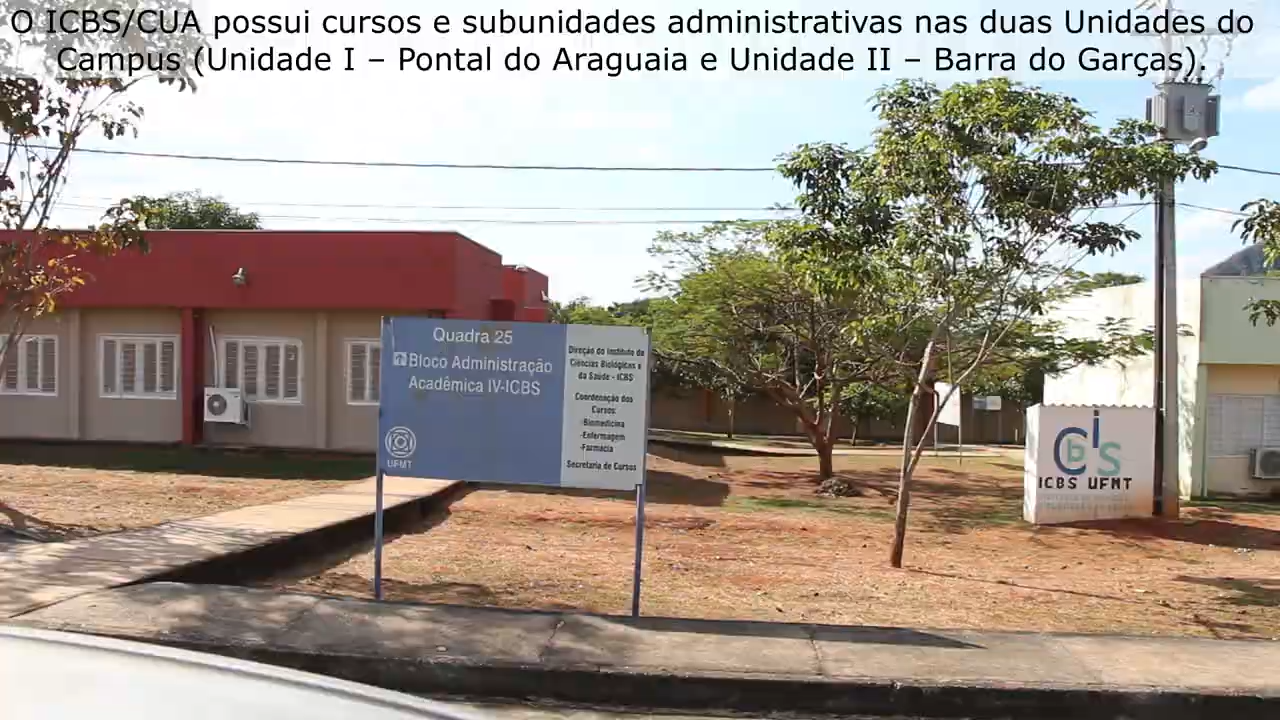 O ICBS/CUA possui cursos e subunidades administrativas nas duas Unidades do
Campus (Unidade I – Pontal do Araguaia e Unidade II – Barra do Garças).
Quadra 25
Bloco Administração
Acadêmica IV-ICBS
UFMT
Direção do Instituto de
Ciências Biológicas e
da Saúde - ICBS
Coordenação dos
Cursos:
-Biomedicina
-Enfermagem
-Farmácia
Secretaria de Cursos
ICbS
ICBS UFMT